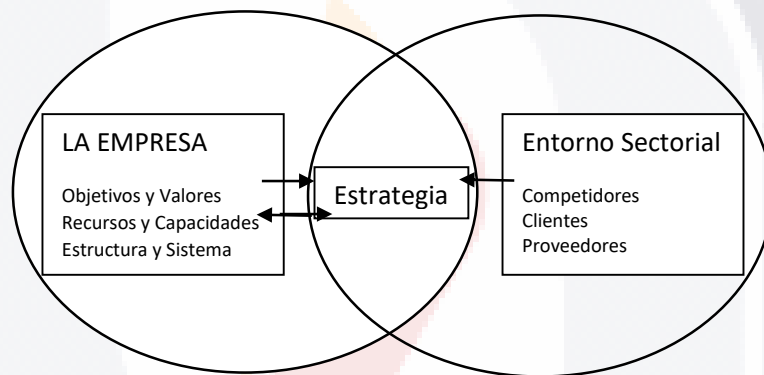 LA EMPRESA
Objetivos y Valores
Recursos y Capacidades
Estructura y Sistema
Estrategia
Entorno Sectorial
Competidores
Clientes
Proveedores